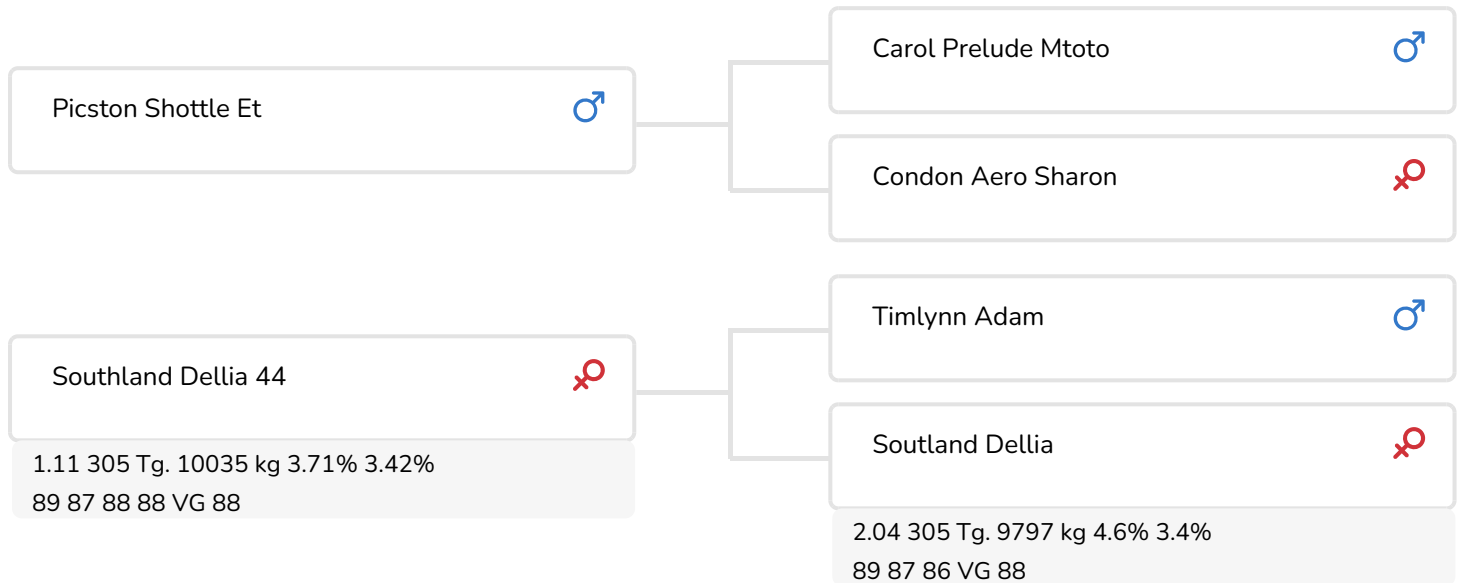 Picston Shottle Et
Carol Prelude Mtoto
Condon Aero Sharon
Southland Dellia 44
1.11 305 Tg. 10035 kg 3.71% 3.42%
89 87 88 88 VG 88
Timlynn Adam
Soutland Dellia
2.04 305 Tg. 9797 kg 4.6% 3.4%
89 87 86 VG 88